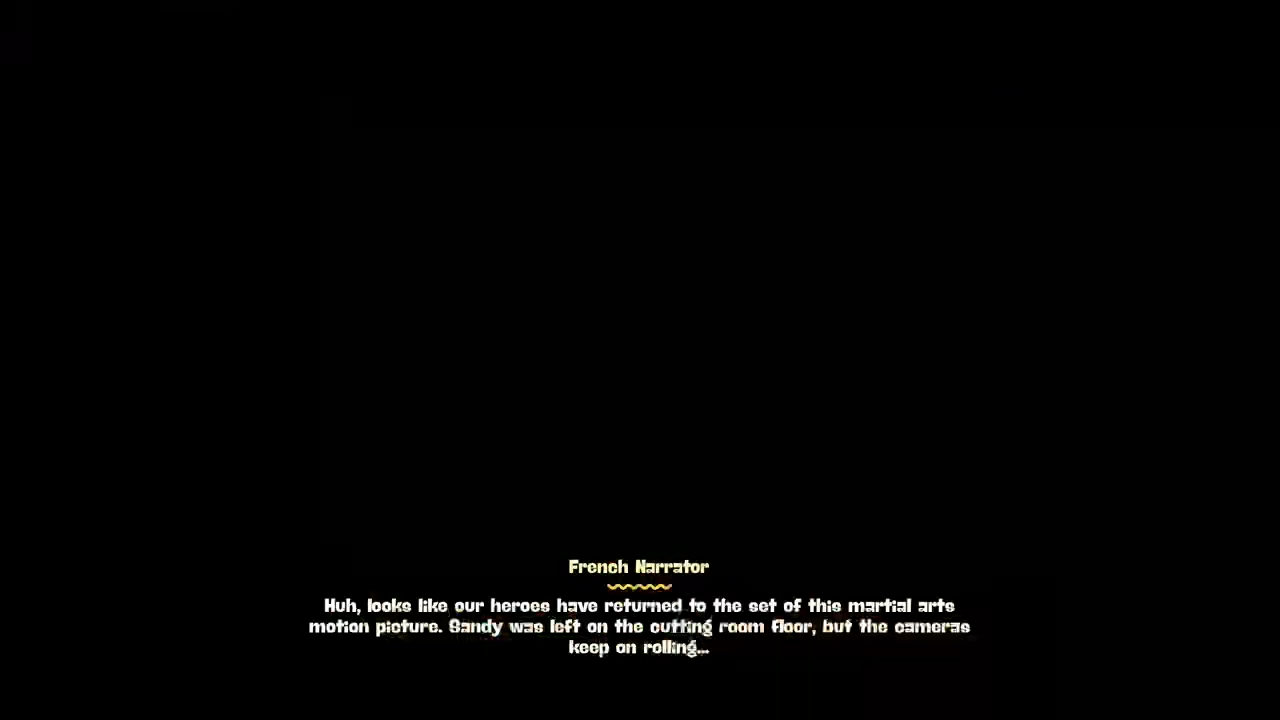 French Narrator
Huh, looks like our heroes have returned to the set of this martial arts
motion picture. Sandy was left on the cutting room floor, but the cameras
keep on rolling...